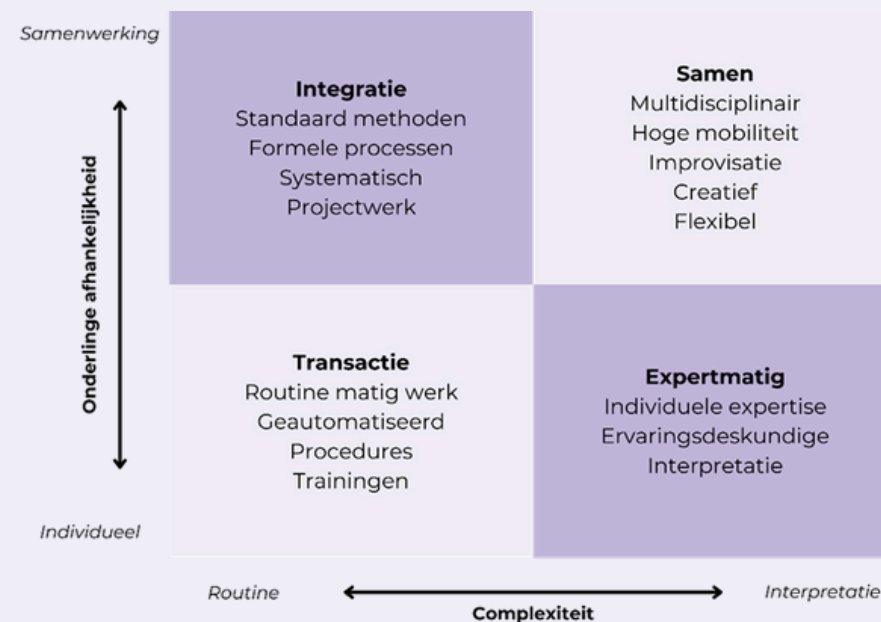 Samenwerking
Integratie
Standaard methoden
Formele processen
Systematisch
Projectwerk
Samen
Multidisciplinair
Hoge mobiliteit
Improvisatie
Creatief
Flexibel
Onderlinge afhankelijkheid
Transactie
Routine matig werk
Geautomatiseerd
Procedures
Trainingen
Expertmatig
Individuele expertise
Ervaringsdeskundige
Interpretatie
Individueel
Routine
Interpretatie
Complexiteit